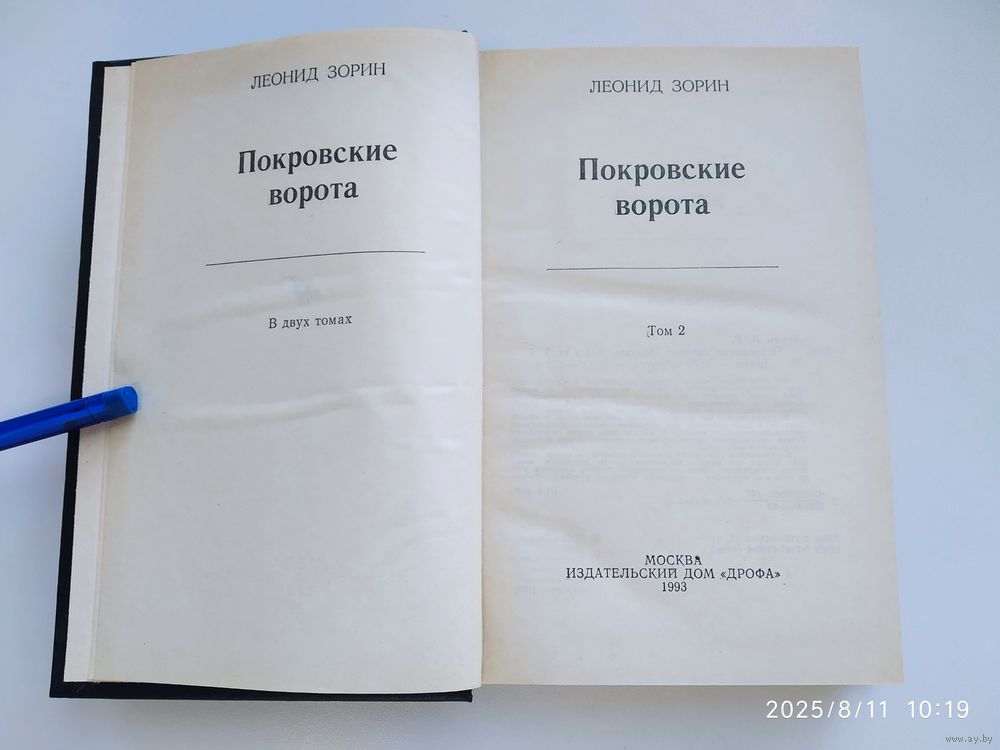 ЛЕОНИД ЗОРИН
Покровские
ворота
В двух томах
ЛЕОНИД ЗОРИН
Покровские
ворота
Том 2
МОСКВА
ИЗДАТЕЛЬСКИЙ ДОМ «ДРОФА»
1993
2025/8/11 10:19
www.ay.by